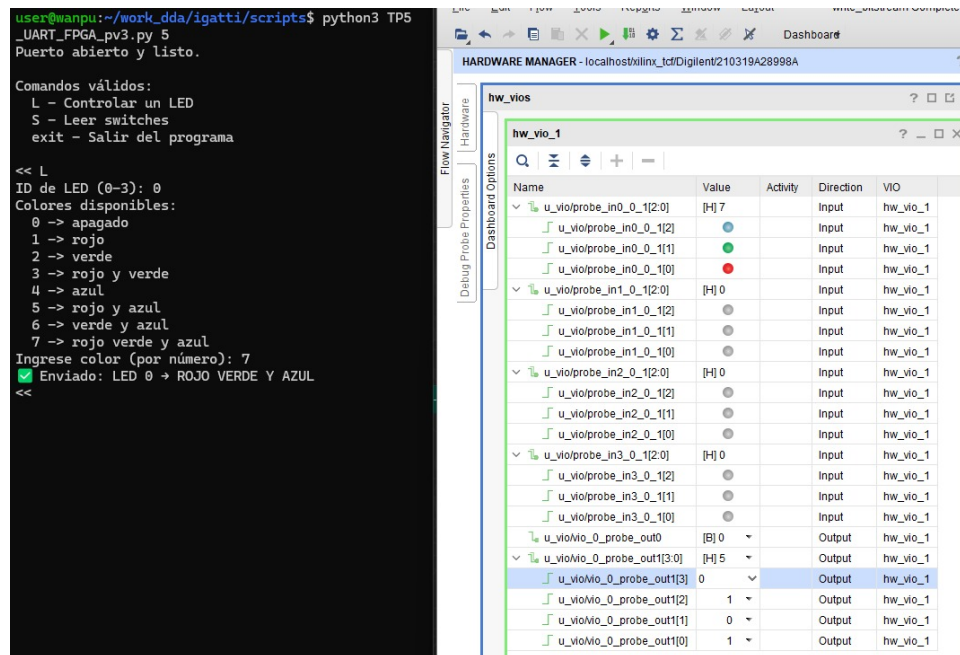 user@wanpu:~/work_dda/igatti/scripts$ python3 TP5
_UART_FPGA_pv3.py 5
Puerto abierto y listo.
Comandos válidos:
L – Controlar un LED
S – Leer switches
exit – Salir del programa
<< L
ID de LED (0–3): 0
Colores disponibles:
0 -> apagado
1 -> rojo
2 -> verde
3 -> rojo y verde
4 -> azul
5 -> rojo y azul
6 -> verde y azul
7 -> rojo verde y azul
Ingrese color (por número): 7
✅ Enviado: LED 0 → ROJO VERDE Y AZUL
<<
Dashboard
HARDWARE MANAGER - localhost/xilinx_tcf/Digilent/210319A28998A
Flow Navigator
Hardware
Debug Probe Properties
hw_vios
Dashboard Options
hw_vio_1
Name Value Activity Direction VIO
u_vio/probe_in0_0_1[2:0] [H] 7 Input hw_vio_1
u_vio/probe_in0_0_1[2] Input hw_vio_1
u_vio/probe_in0_0_1[1] Input hw_vio_1
u_vio/probe_in0_0_1[0] Input hw_vio_1
u_vio/probe_in1_0_1[2:0] [H] 0 Input hw_vio_1
u_vio/probe_in1_0_1[2] Input hw_vio_1
u_vio/probe_in1_0_1[1] Input hw_vio_1
u_vio/probe_in1_0_1[0] Input hw_vio_1
u_vio/probe_in2_0_1[2:0] [H] 0 Input hw_vio_1
u_vio/probe_in2_0_1[2] Input hw_vio_1
u_vio/probe_in2_0_1[1] Input hw_vio_1
u_vio/probe_in2_0_1[0] Input hw_vio_1
u_vio/probe_in3_0_1[2:0] [H] 0 Input hw_vio_1
u_vio/probe_in3_0_1[2] Input hw_vio_1
u_vio/probe_in3_0_1[1] Input hw_vio_1
u_vio/probe_in3_0_1[0] Input hw_vio_1
u_vio/vio_0_probe_out0 [B] 0 Output hw_vio_1
u_vio/vio_0_probe_out1[3:0] [H] 5 Output hw_vio_1
u_vio/vio_0_probe_out1[3] 0 Output hw_vio_1
u_vio/vio_0_probe_out1[2] 1 Output hw_vio_1
u_vio/vio_0_probe_out1[1] 0 Output hw_vio_1
u_vio/vio_0_probe_out1[0] 1 Output hw_vio_1